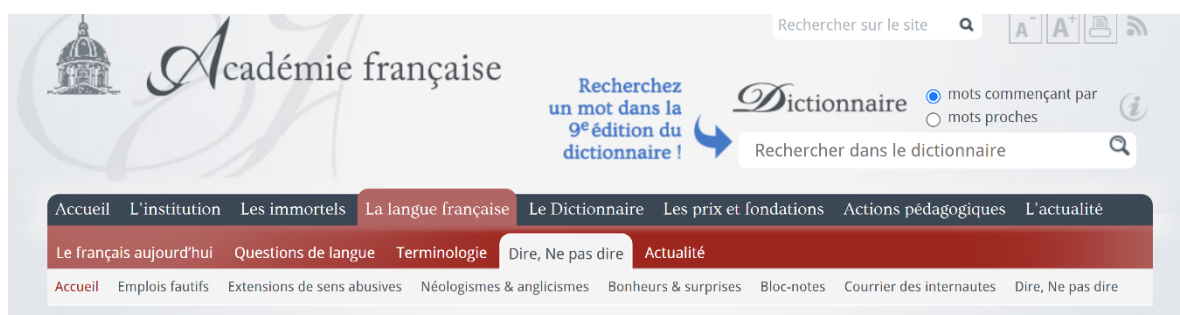 Rechercher sur le site
A- A+
Académie française
Recherchez
un mot dans la
9e édition du
dictionnaire !
Dictionnaire
mots commençant par
mots proches
i
Rechercher dans le dictionnaire
Accueil L'institution Les immortels La langue française Le Dictionnaire Les prix et fondations Actions pédagogiques L'actualité
Le français aujourd'hui Questions de langue Terminologie Dire, Ne pas dire Actualité
Accueil Emplois fautifs Extensions de sens abusives Néologismes & anglicismes Bonheurs & surprises Bloc-notes Courrier des internautes Dire, Ne pas dire